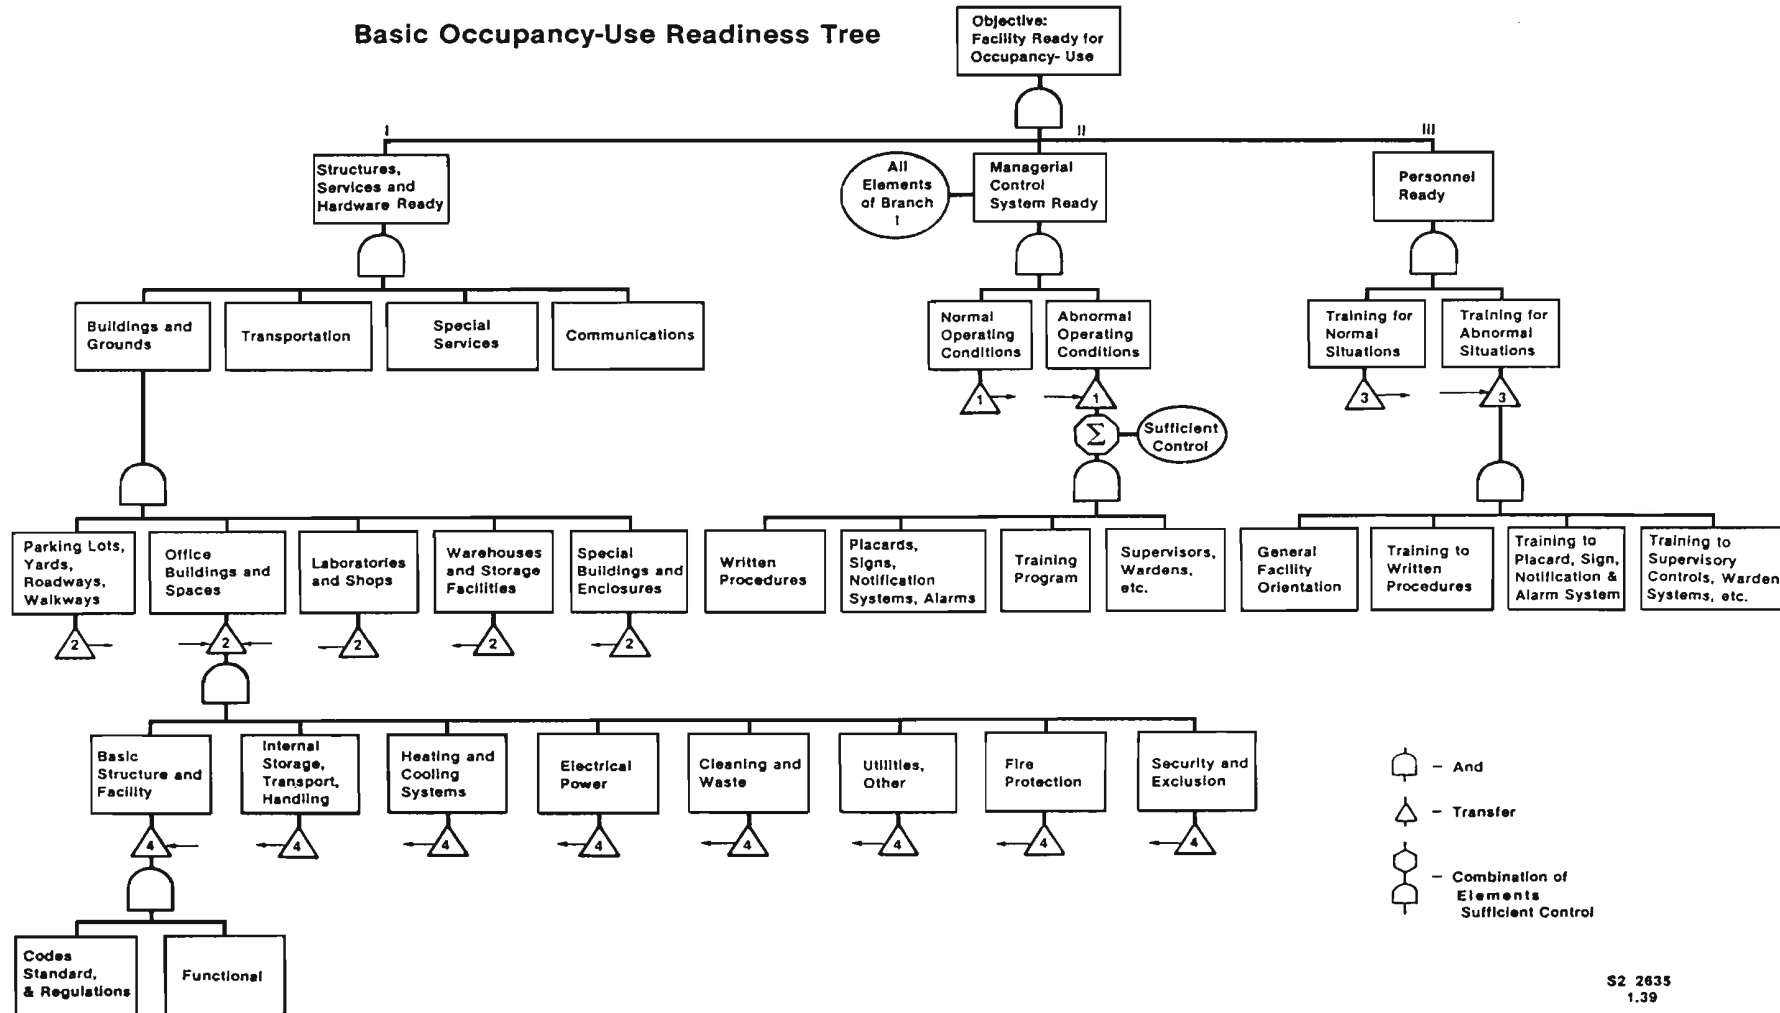 Basic Occupancy-Use Readiness Tree
Objective:
Facility Ready for
Occupancy- Use
I
II
III
Structures,
Services and
Hardware Ready
All
Elements
of Branch
I
Managerial
Control
System Ready
Personnel
Ready
Buildings and
Grounds
Transportation
Special
Services
Communications
Normal
Operating
Conditions
Abnormal
Operating
Conditions
Training for
Normal
Situations
Training for
Abnormal
Situations
1
1
3
3
Σ
Sufficient
Control
Parking Lots,
Yards,
Roadways,
Walkways
Office
Buildings and
Spaces
Laboratories
and Shops
Warehouses
and Storage
Facilities
Special
Buildings and
Enclosures
Written
Procedures
Placards,
Signs,
Notification
Systems, Alarms
Training
Program
Supervisors,
Wardens,
etc.
General
Facility
Orientation
Training to
Written
Procedures
Training to
Placard, Sign,
Notification &
Alarm System
Training to
Supervisory
Controls, Warden
Systems, etc.
2
2
2
2
2
Basic
Structure and
Facility
Internal
Storage,
Transport,
Handling
Heating and
Cooling
Systems
Electrical
Power
Cleaning and
Waste
Utilities,
Other
Fire
Protection
Security and
Exclusion
4
4
4
4
4
4
4
4
Codes
Standard,
& Regulations
Functional
– And
– Transfer
– Combination of
Elements
Sufficient Control
S2 2635
1.39